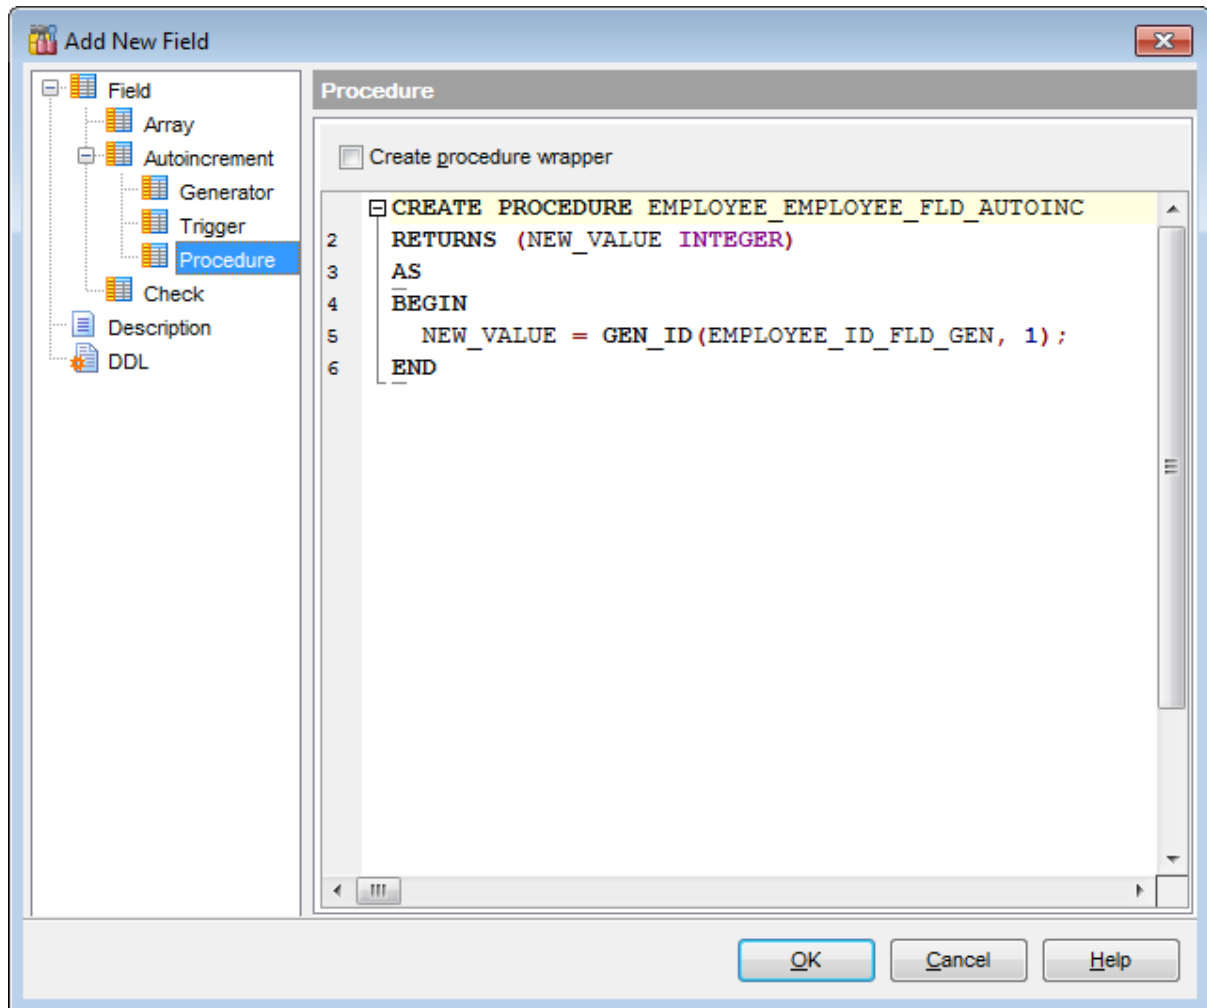 Add New Field
Field
Array
Autoincrement
Generator
Trigger
Procedure
Check
Description
DDL
Procedure
Create procedure wrapper
CREATE PROCEDURE EMPLOYEE_EMPLOYEE_FLD_AUTOINC
2 RETURNS (NEW_VALUE INTEGER)
3 AS
4 BEGIN
5 NEW_VALUE = GEN_ID(EMPLOYEE_ID_FLD_GEN, 1);
6 END
OK Cancel Help